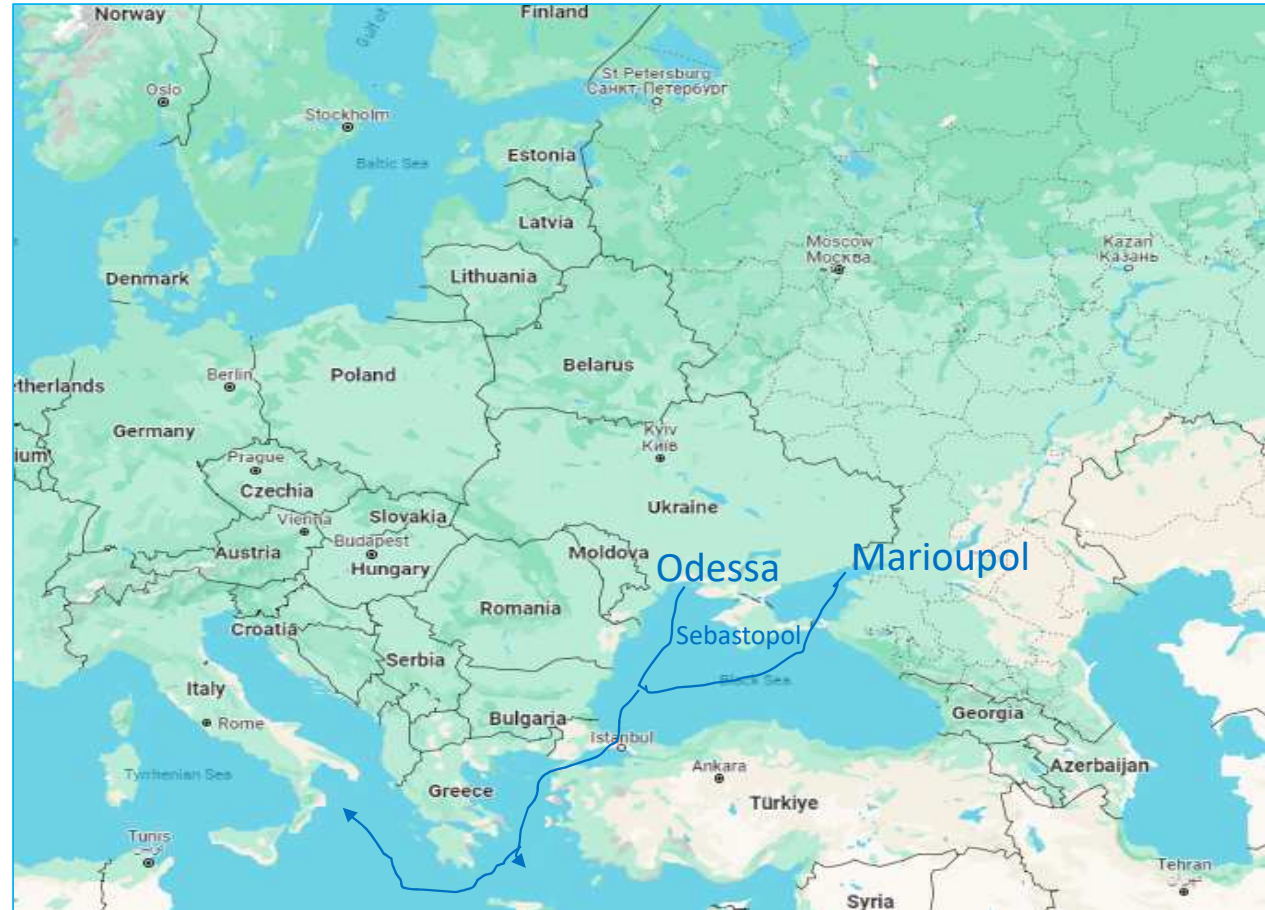 Norway
Finland
Gulf of
Oslo
St Petersburg
Санкт-Петербург
Stockholm
Estonia
Baltic Sea
Latvia
Moscow
Москва
Kazan
Казань
Denmark
Lithuania
Belarus
Berlin
Poland
etherlands
Germany
Kyiv
Київ
ium
Prague
Czechia
Ukraine
Slovakia
Vienna
Budapest
Austria
Moldova
Hungary
Odessa
Marioupol
Romania
Croatia
Sebastopol
Serbia
Italy
Black Sea
Rome
Bulgaria
Georgia
Istanbul
Tyrrhenian Sea
Ankara
Azerbaijan
Greece
Türkiye
Tunis
تونس
Tehran
Syria